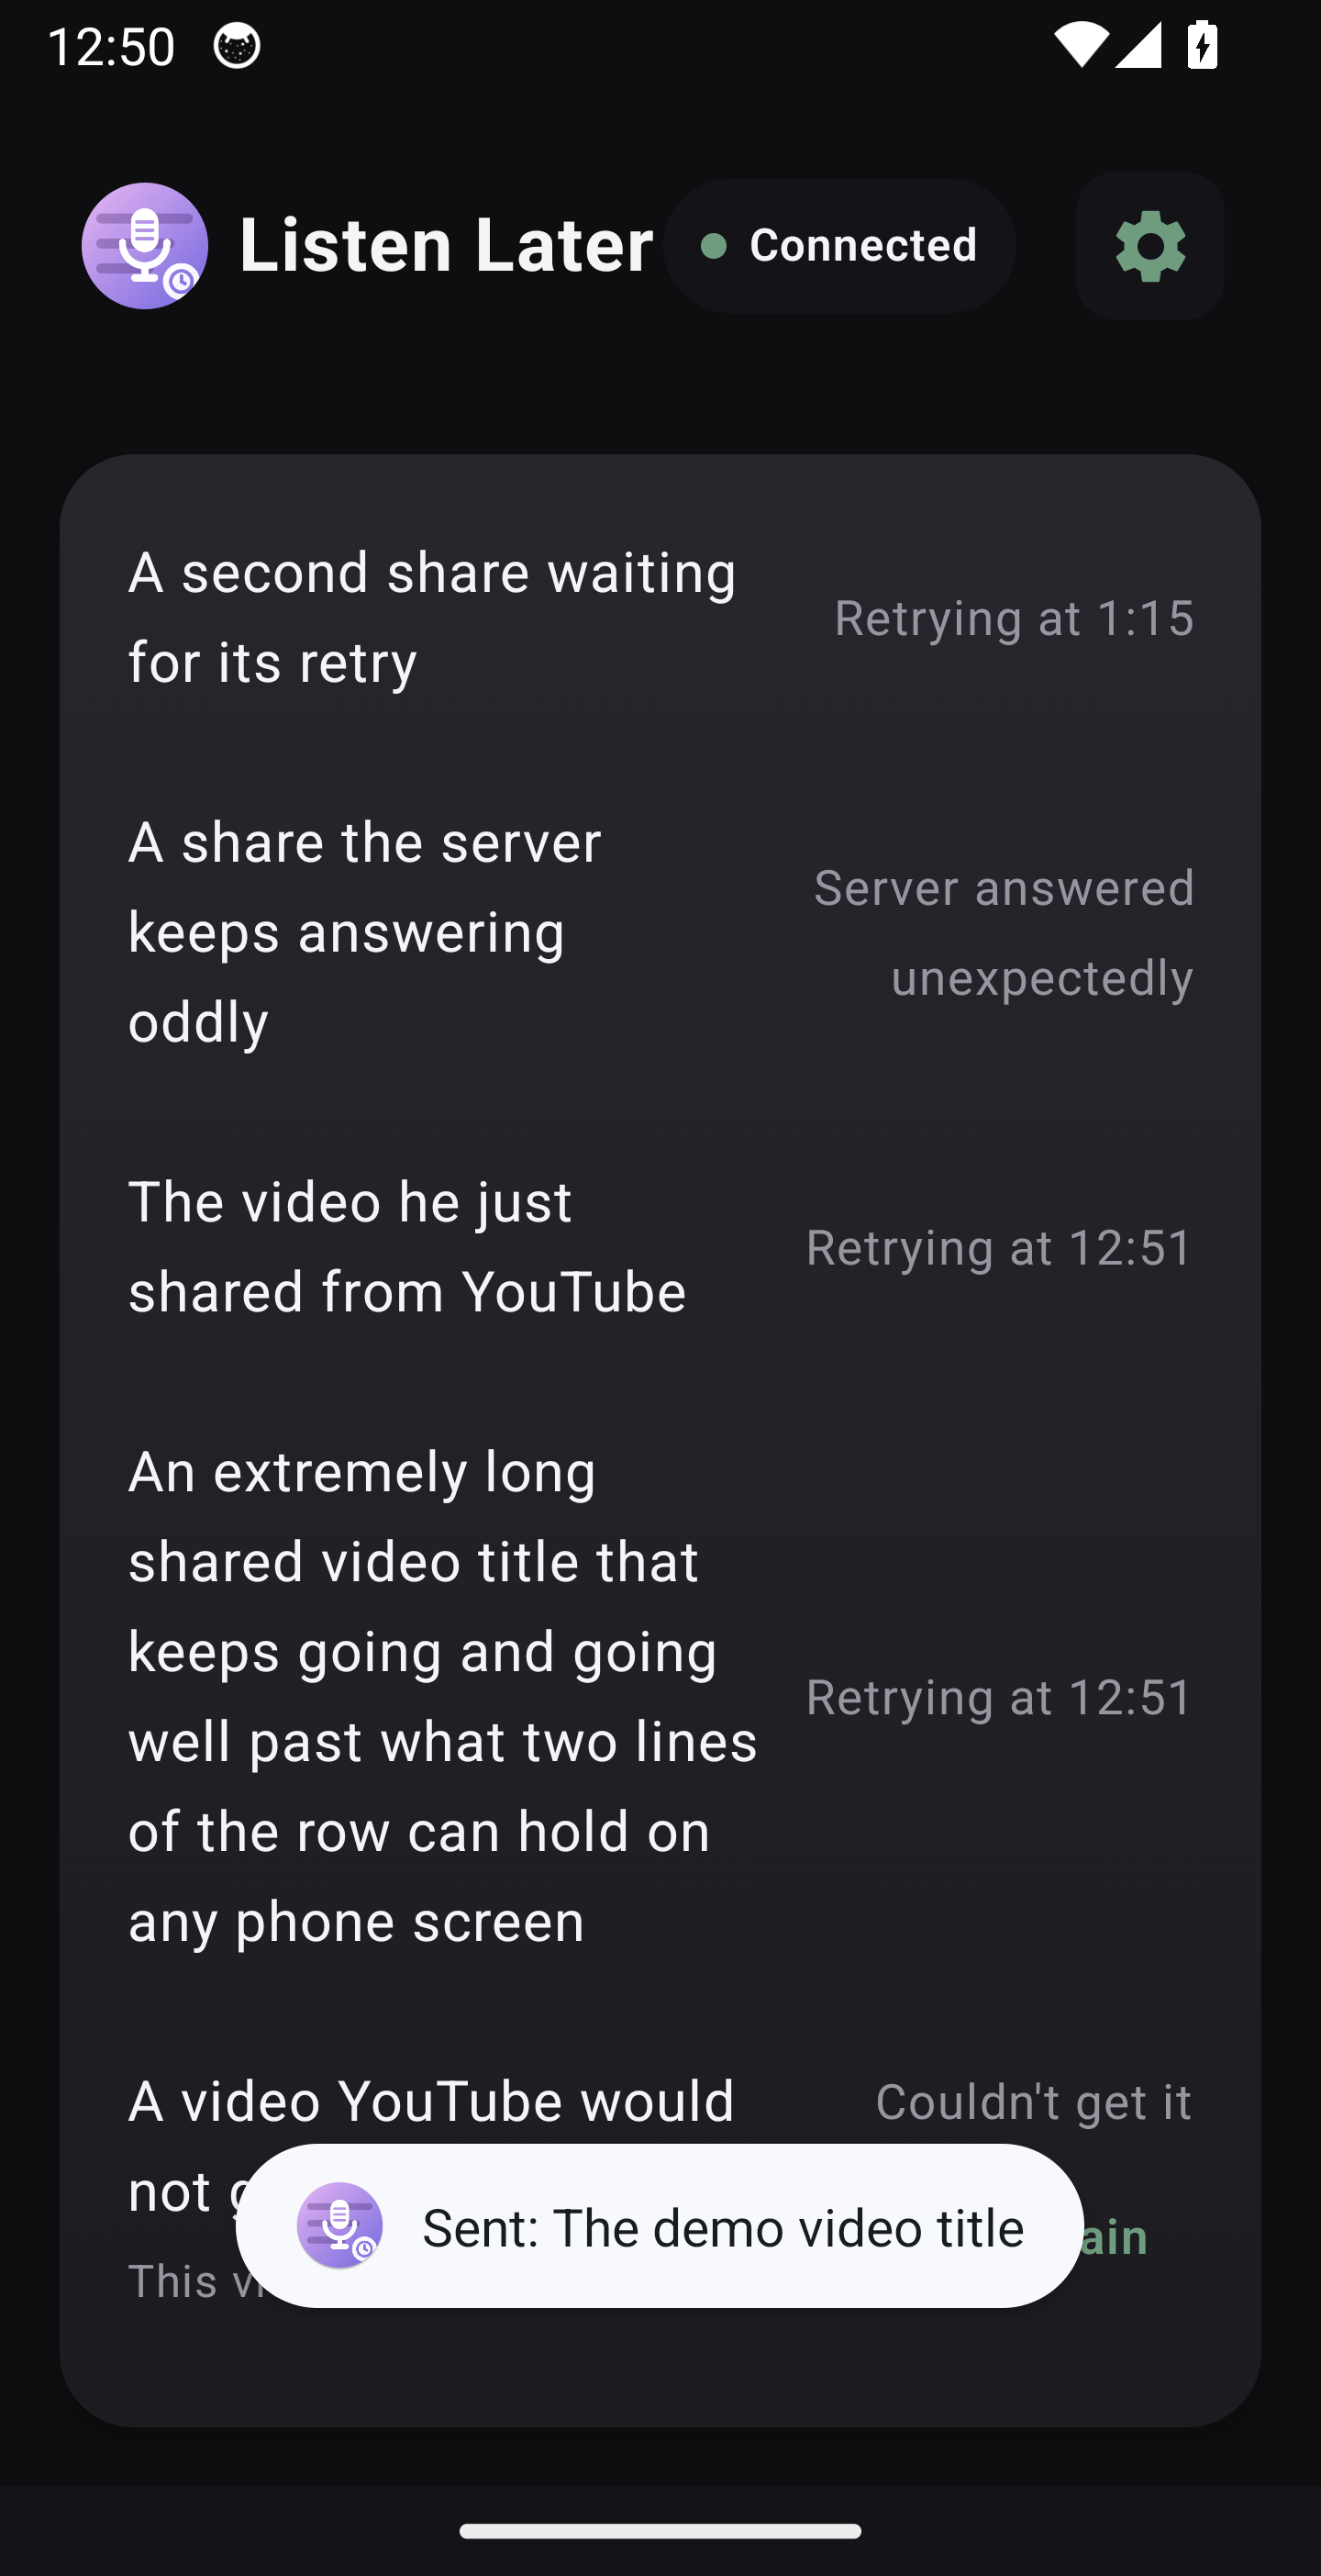 12:50
Listen Later
Connected
A second share waiting
for its retry
Retrying at 1:15
A share the server
keeps answering
oddly
Server answered
unexpectedly
The video he just
shared from YouTube
Retrying at 12:51
An extremely long
shared video title that
keeps going and going
well past what two lines
of the row can hold on
any phone screen
Retrying at 12:51
A video YouTube would
not
Couldn't get it
This
Sent: The demo video title